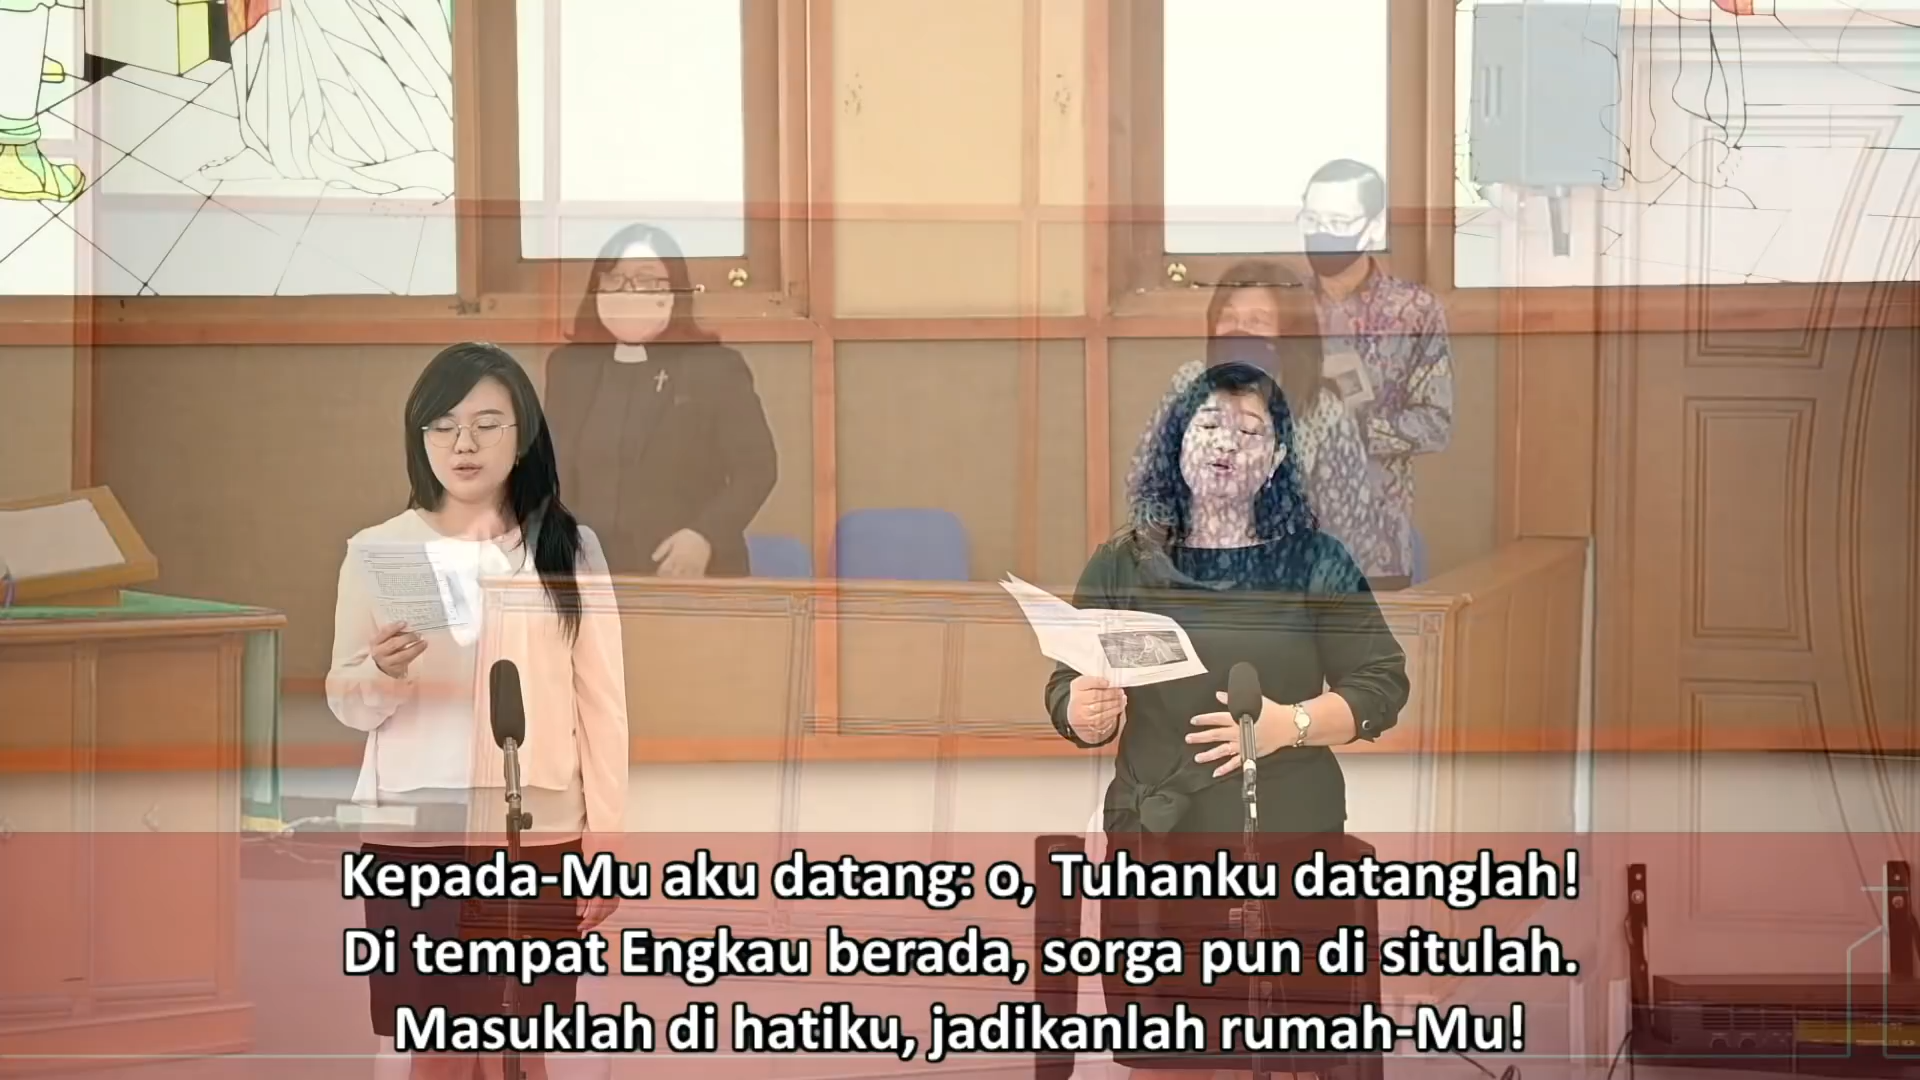 Kepada-Mu aku datang: o, Tuhanku datanglah!
Di tempat Engkau berada, sorga pun di situlah.
Masuklah di hatiku, jadikanlah rumah-Mu!